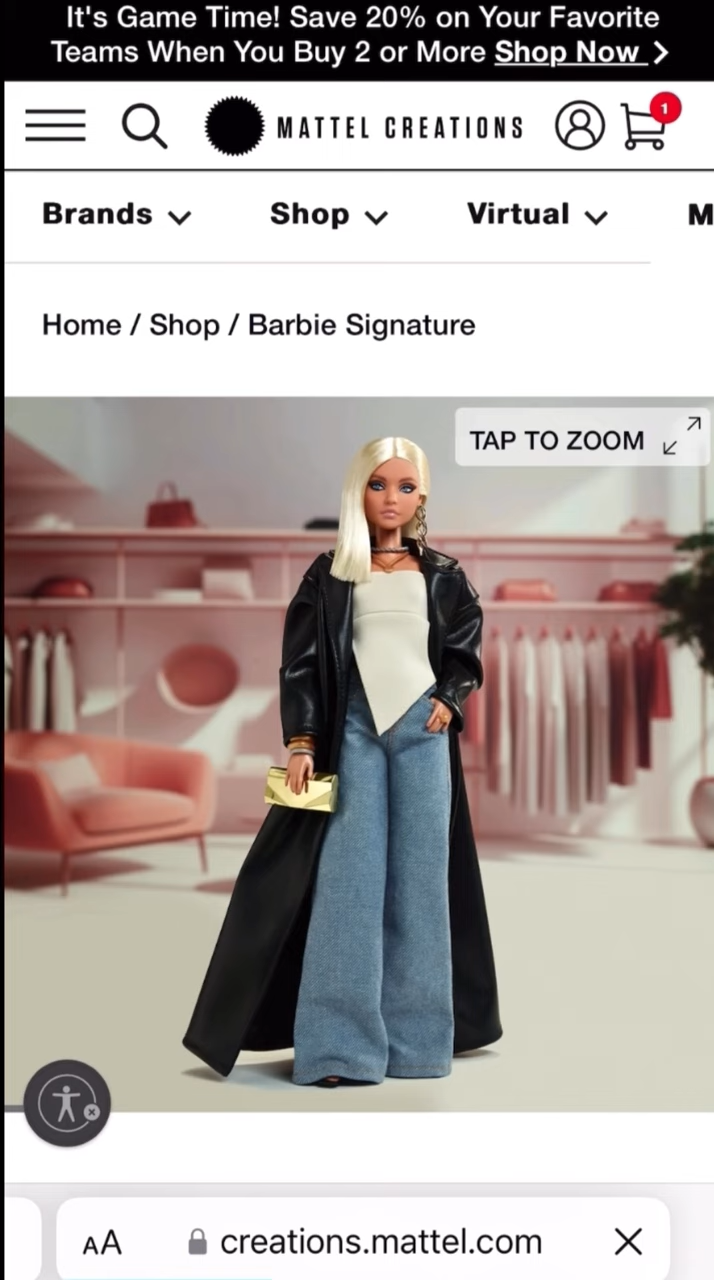 It's Game Time! Save 20% on Your Favorite
Teams When You Buy 2 or More Shop Now >
MATTEL CREATIONS
1
Brands Shop Virtual M
Home / Shop / Barbie Signature
TAP TO ZOOM
AA creations.mattel.com